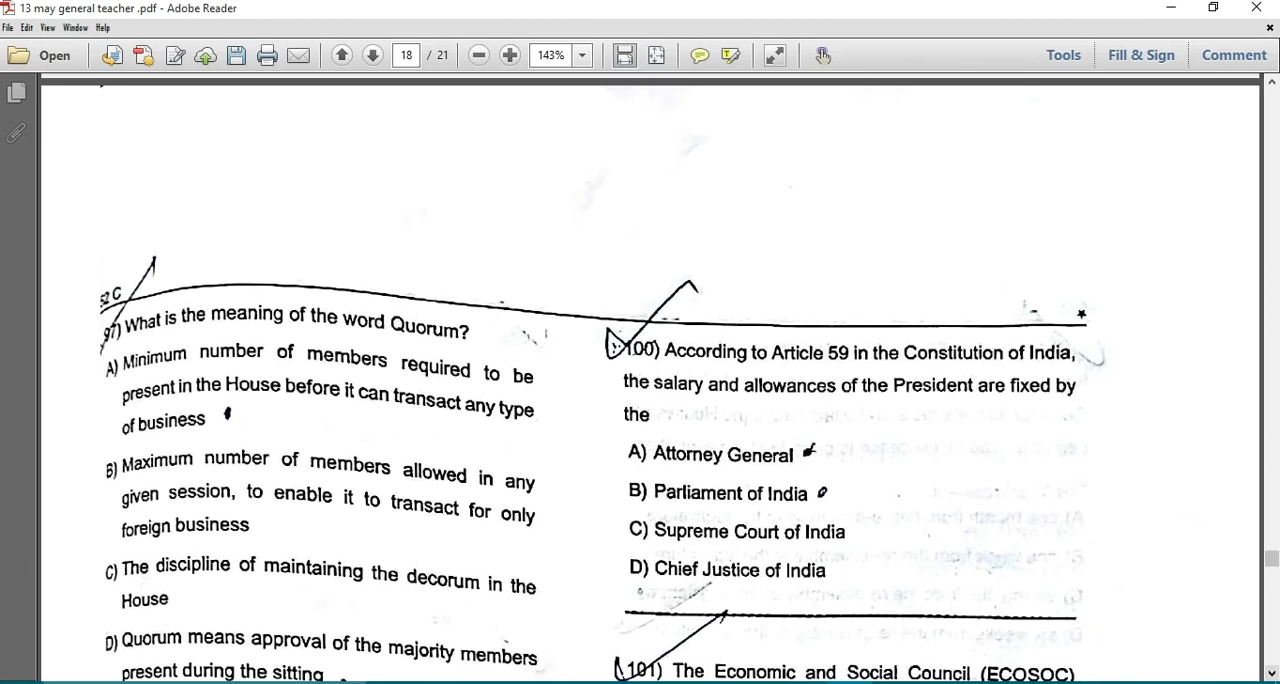 13 may general teacher .pdf - Adobe Reader
File Edit View Window Help
Open
18 / 21
143%
Tools
Fill & Sign
Comment
52 C
97) What is the meaning of the word Quorum?
A) Minimum number of members required to be
present in the House before it can transact any type
of business
B) Maximum number of members allowed in any
given session, to enable it to transact for only
foreign business
C) The discipline of maintaining the decorum in the
House
D) Quorum means approval of the majority members
present during the sitting
100) According to Article 59 in the Constitution of India,
the salary and allowances of the President are fixed by
the
A) Attorney General
B) Parliament of India
C) Supreme Court of India
D) Chief Justice of India
101) The Economic and Social Council (ECOSOC)